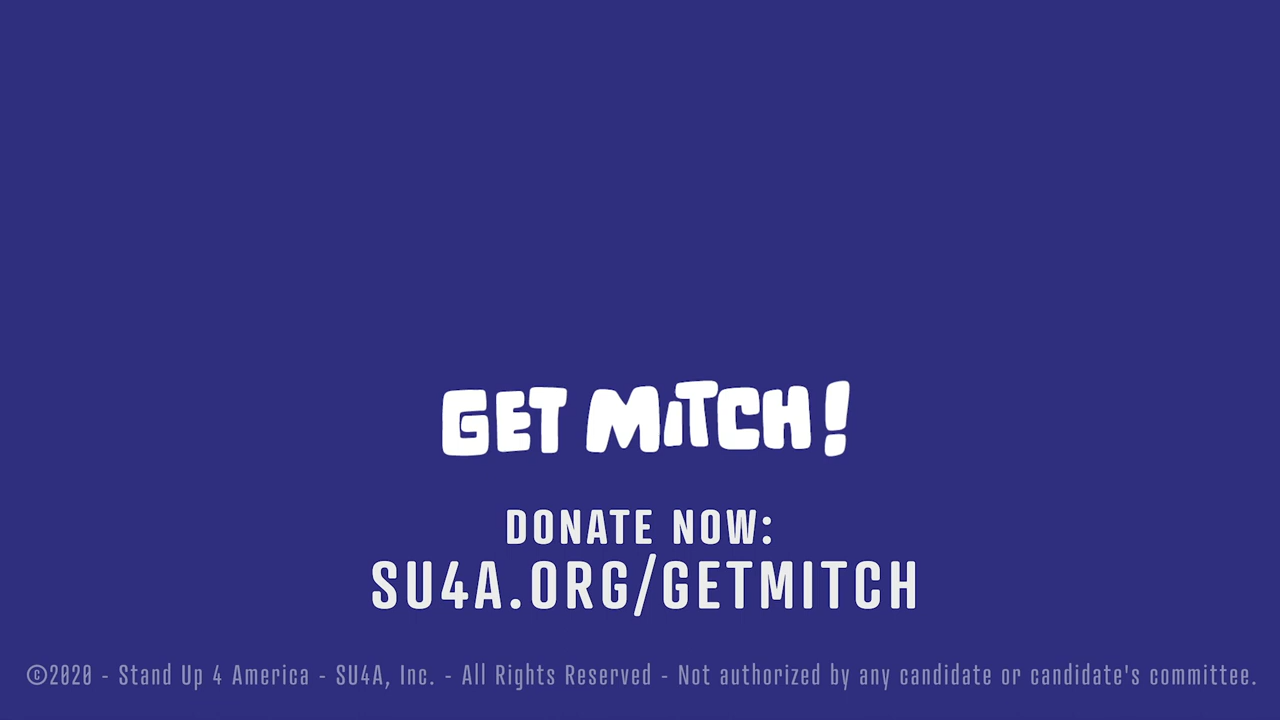 GET MiTCH!
DONATE NOW:
SU4A.ORG/GETMITCH
©2020 - Stand Up 4 America - SU4A, Inc. - All Rights Reserved - Not authorized by any candidate or candidate's committee.